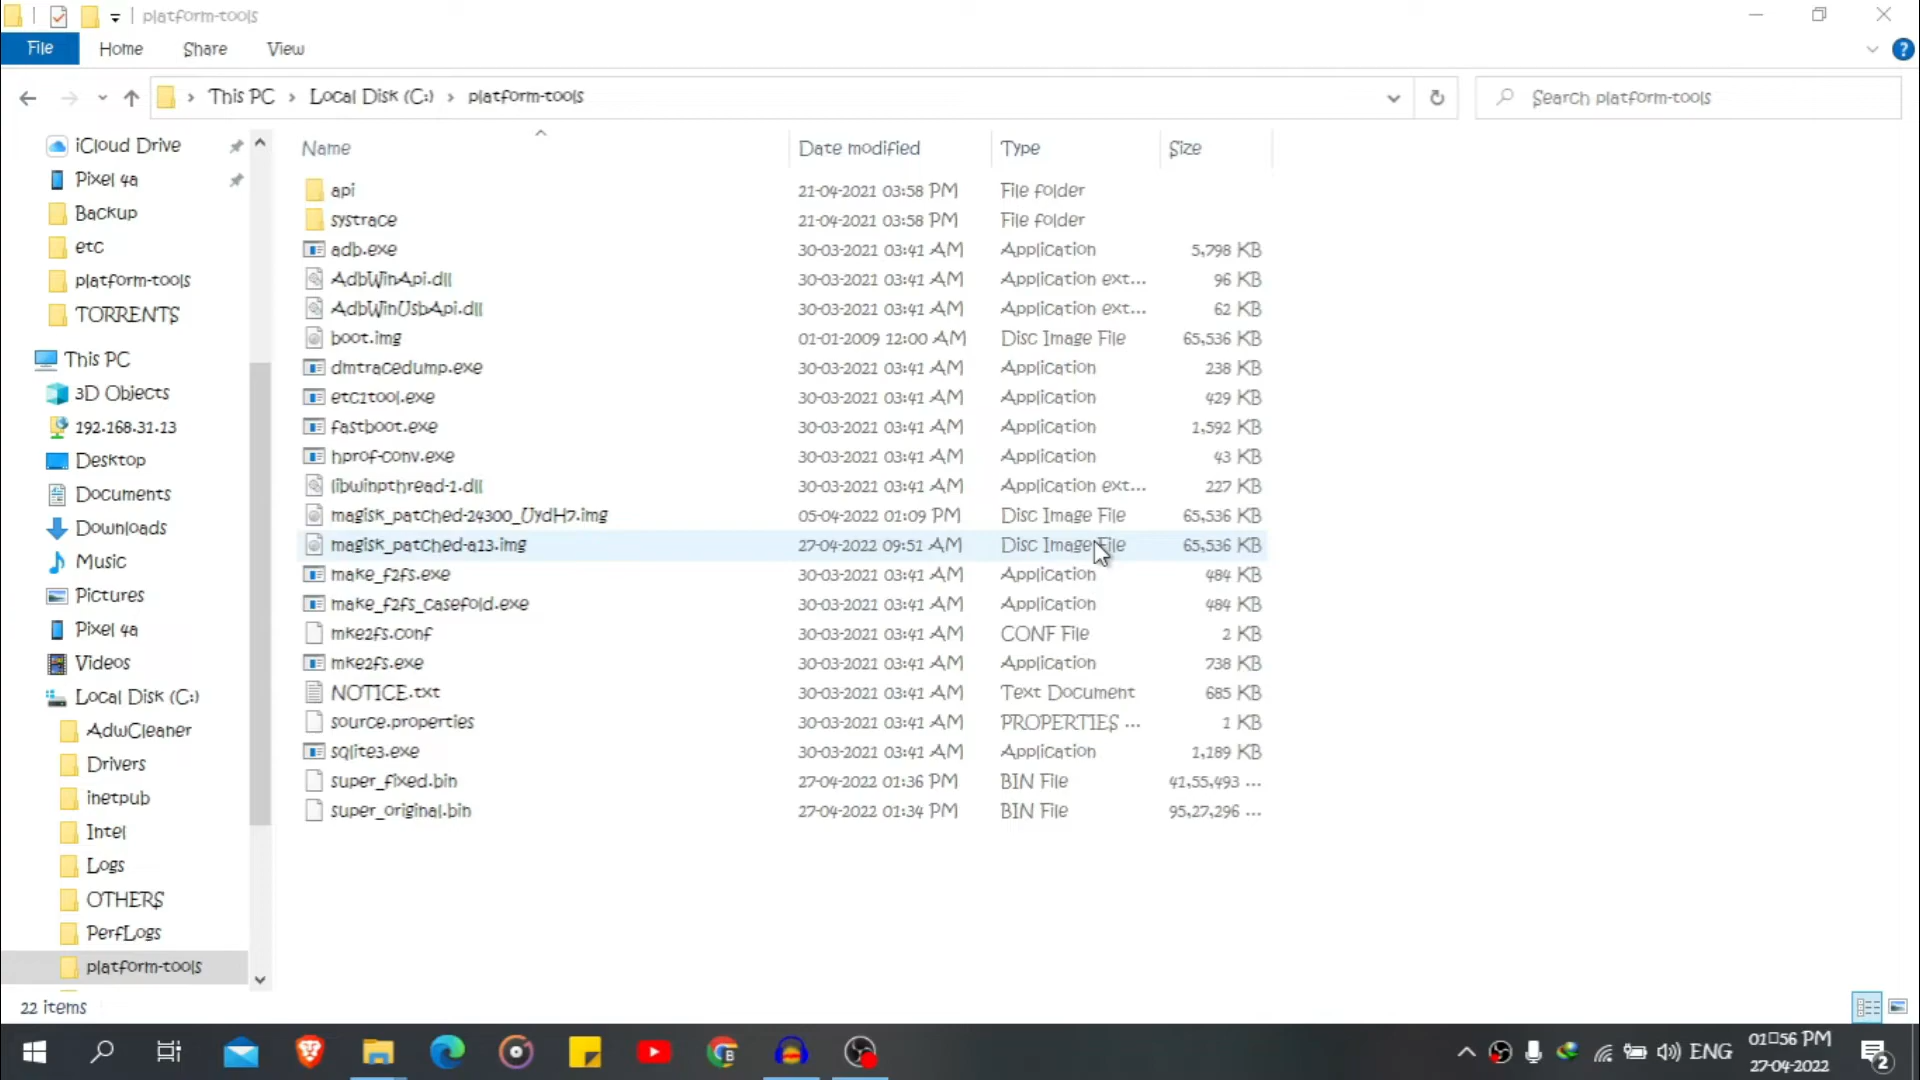 platform-tools
File Home Share View
This PC Local Disk (C:) platform-tools Search platform-tools
iCloud Drive
Pixel 4a
Backup
etc
platform-tools
TORRENTS
This PC
3D Objects
192.168.31.13
Desktop
Documents
Downloads
Music
Pictures
Pixel 4a
Videos
Local Disk (C:)
AdwCleaner
Drivers
inetpub
Intel
Logs
OTHERS
PerfLogs
platform-tools
Name Date modified Type Size
api 21-04-2021 03:58 PM File folder
systrace 21-04-2021 03:58 PM File folder
adb.exe 30-03-2021 03:41 AM Application 5,798 KB
AdbWinApi.dll 30-03-2021 03:41 AM Application ext... 96 KB
AdbWinUsbApi.dll 30-03-2021 03:41 AM Application ext... 62 KB
boot.img 01-01-2009 12:00 AM Disc Image File 65,536 KB
dmtracedump.exe 30-03-2021 03:41 AM Application 238 KB
etc1tool.exe 30-03-2021 03:41 AM Application 429 KB
fastboot.exe 30-03-2021 03:41 AM Application 1,592 KB
hprof-conv.exe 30-03-2021 03:41 AM Application 43 KB
libwinpthread-1.dll 30-03-2021 03:41 AM Application ext... 227 KB
magisk_patched-24300_UydH7.img 05-04-2022 01:09 PM Disc Image File 65,536 KB
magisk_patched-a13.img 27-04-2022 09:51 AM Disc Image File 65,536 KB
make_f2fs.exe 30-03-2021 03:41 AM Application 484 KB
make_f2fs_casefold.exe 30-03-2021 03:41 AM Application 484 KB
mke2fs.conf 30-03-2021 03:41 AM CONF File 2 KB
mke2fs.exe 30-03-2021 03:41 AM Application 738 KB
NOTICE.txt 30-03-2021 03:41 AM Text Document 685 KB
source.properties 30-03-2021 03:41 AM PROPERTIES ... 1 KB
sqlite3.exe 30-03-2021 03:41 AM Application 1,189 KB
super_fixed.bin 27-04-2022 01:36 PM BIN File 41,55,493 ...
super_original.bin 27-04-2022 01:34 PM BIN File 95,27,296 ...
22 items
ENG
01□56 PM
27-04-2022
2